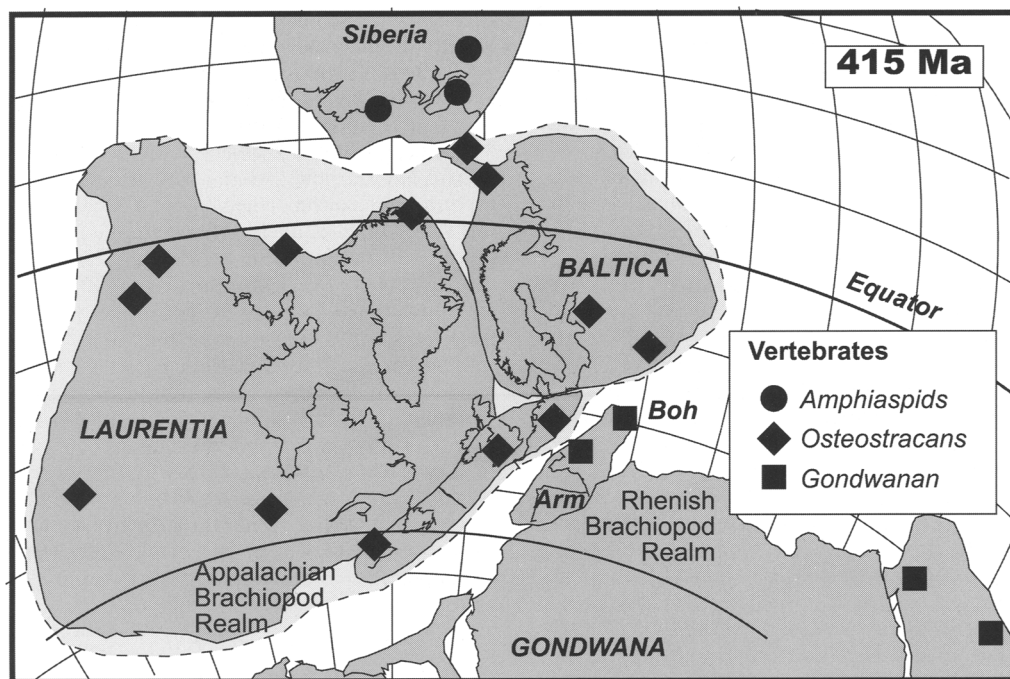 Siberia
415 Ma
BALTICA
Equator
Vertebrates
Amphiaspids
Osteostracans
Gondwanan
Boh
LAURENTIA
Arm
Rhenish
Brachiopod
Realm
Appalachian
Brachiopod
Realm
GONDWANA